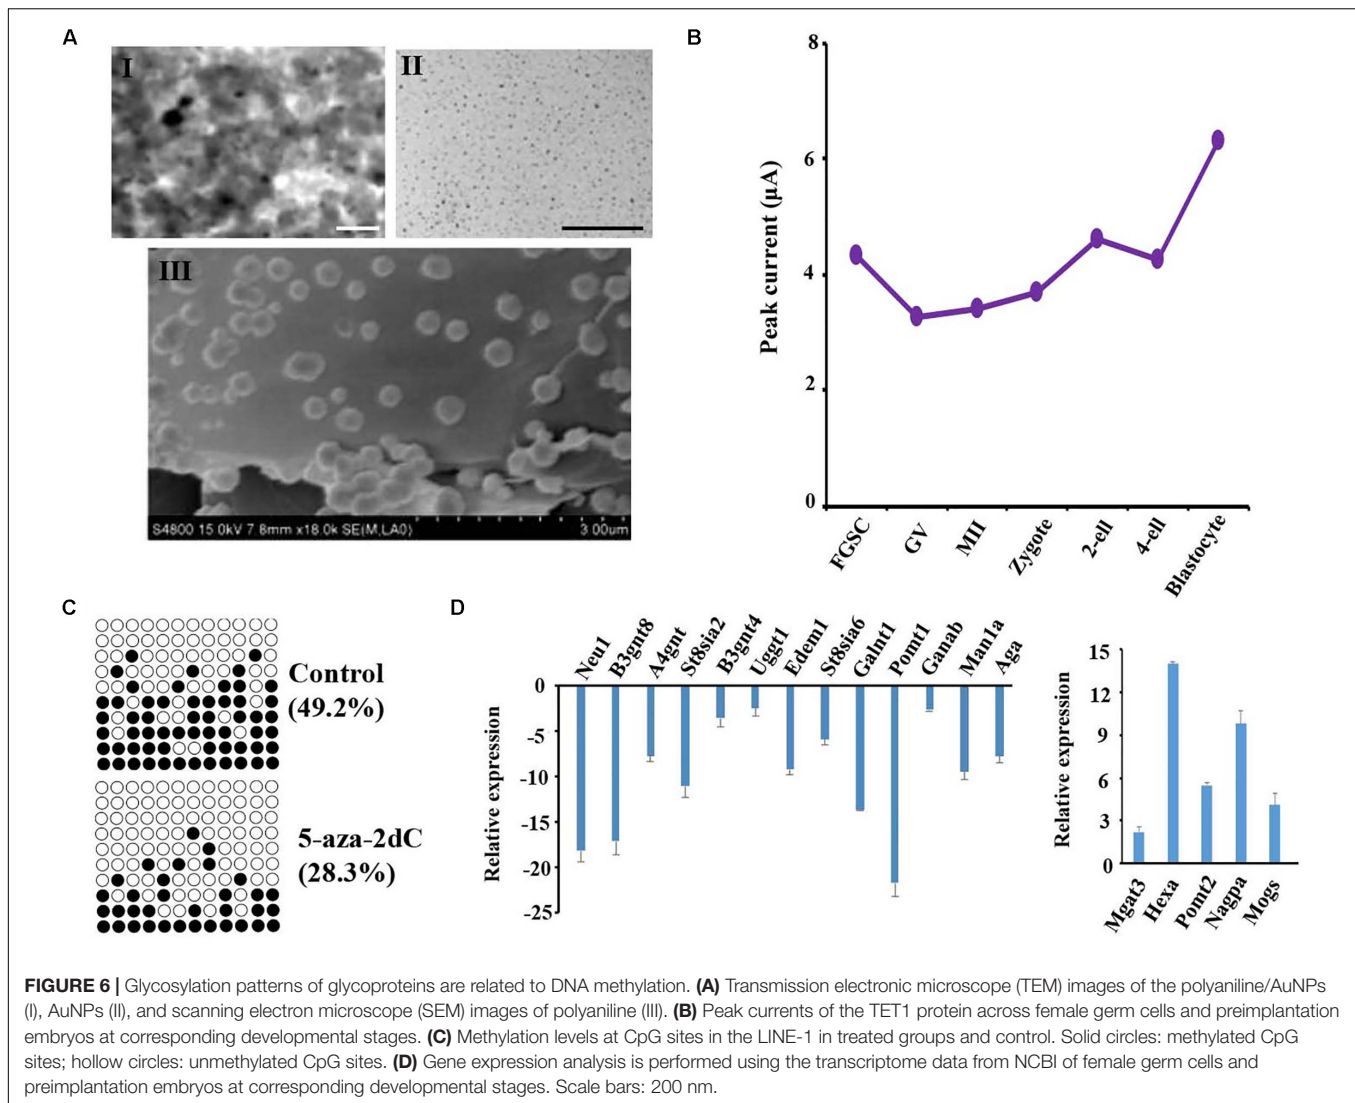 A
I
II
III
S4800 15.0kV 7.8mm x18.0k SE(M,LA0)
3.00um
B
8
6
4
2
0
Peak current (μA)
FGSC
GV
MII
Zygote
2-ell
4-ell
Blastocyte
C
Control
(49.2%)
5-aza-2dC
(28.3%)
D
Neu1
B3gnt8
A4gnt
St8sia2
B3gnt4
Uggt1
Edem1
St8sia6
Galnt1
Pomt1
Ganab
Man1a
Aga
0
-5
-10
-15
-20
-25
Relative expression
15
12
9
6
3
0
Relative expression
Mgat3
Hexa
Pomt2
Nagpa
Mogs
FIGURE 6 | Glycosylation patterns of glycoproteins are related to DNA methylation. (A) Transmission electronic microscope (TEM) images of the polyaniline/AuNPs
(I), AuNPs (II), and scanning electron microscope (SEM) images of polyaniline (III). (B) Peak currents of the TET1 protein across female germ cells and preimplantation
embryos at corresponding developmental stages. (C) Methylation levels at CpG sites in the LINE-1 in treated groups and control. Solid circles: methylated CpG
sites; hollow circles: unmethylated CpG sites. (D) Gene expression analysis is performed using the transcriptome data from NCBI of female germ cells and
preimplantation embryos at corresponding developmental stages. Scale bars: 200 nm.